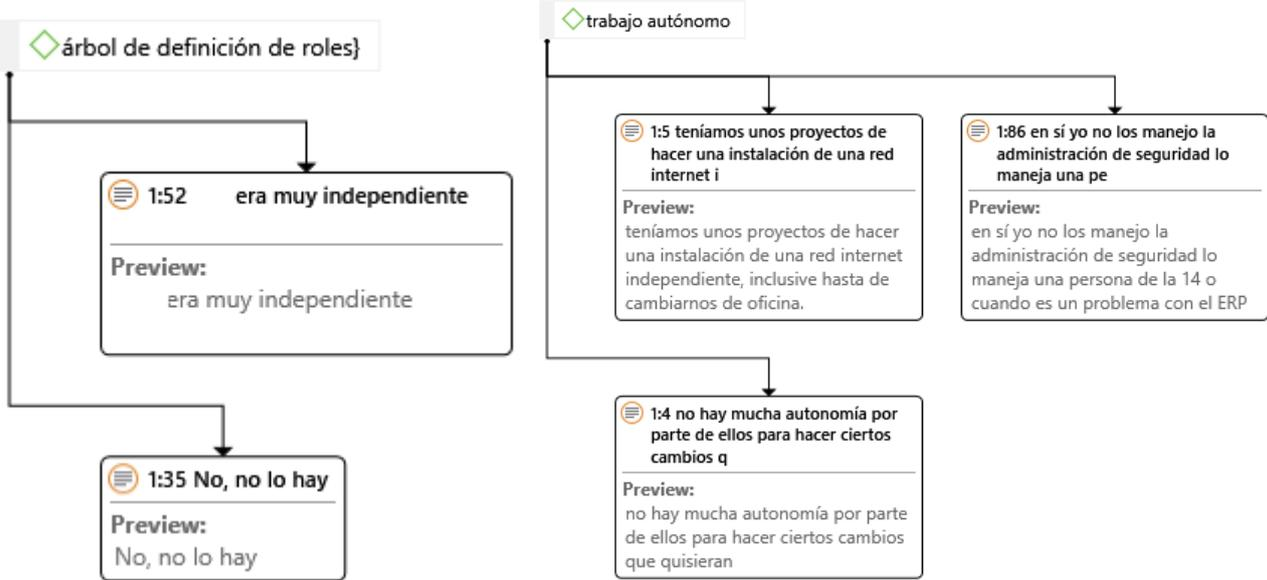 árbol de definición de roles}
1:52 era muy independiente
Preview:
era muy independiente
1:35 No, no lo hay
Preview:
No, no lo hay
trabajo autónomo
1:5 teníamos unos proyectos de
hacer una instalación de una red
internet i
Preview:
teníamos unos proyectos de hacer
una instalación de una red internet
independiente, inclusive hasta de
cambiarnos de oficina.
1:86 en sí yo no los manejo la
administración de seguridad lo
maneja una pe
Preview:
en sí yo no los manejo la
administración de seguridad lo
maneja una persona de la 14 o
cuando es un problema con el ERP
1:4 no hay mucha autonomía por
parte de ellos para hacer ciertos
cambios q
Preview:
no hay mucha autonomía por parte
de ellos para hacer ciertos cambios
que quisieran